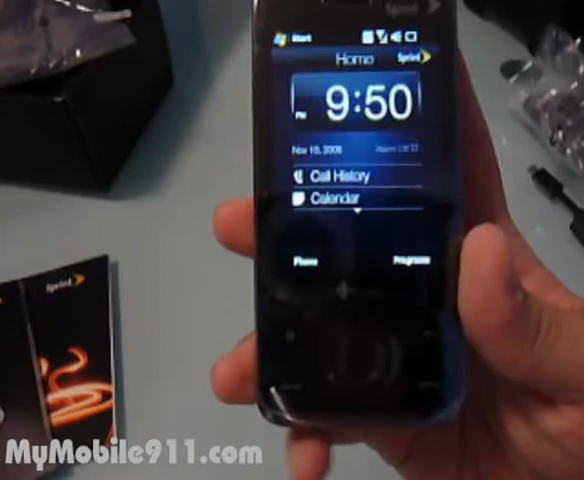 Sprint
Start
Home Sprint
PM 9:50
Nov 10, 2008
Call History
Calendar
Phone Programs
Sprint
MyMobile911.com